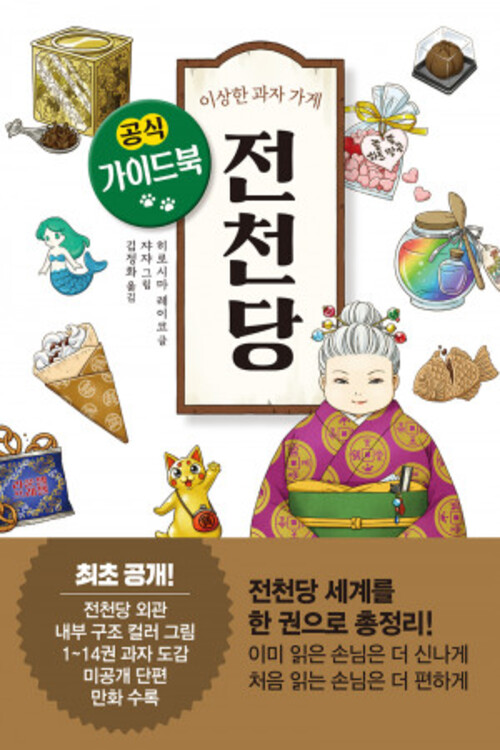 이상한 과자 가게
전천당
공식
가이드북
히로시마 레이코 글
쟈쟈 그림
김정화 옮김
최초 공개!
전천당 외관
내부 구조 컬러 그림
1~14권 과자 도감
미공개 단편
만화 수록
전천당 세계를
한 권으로 총정리!
이미 읽은 손님은 더 신나게
처음 읽는 손님은 더 편하게